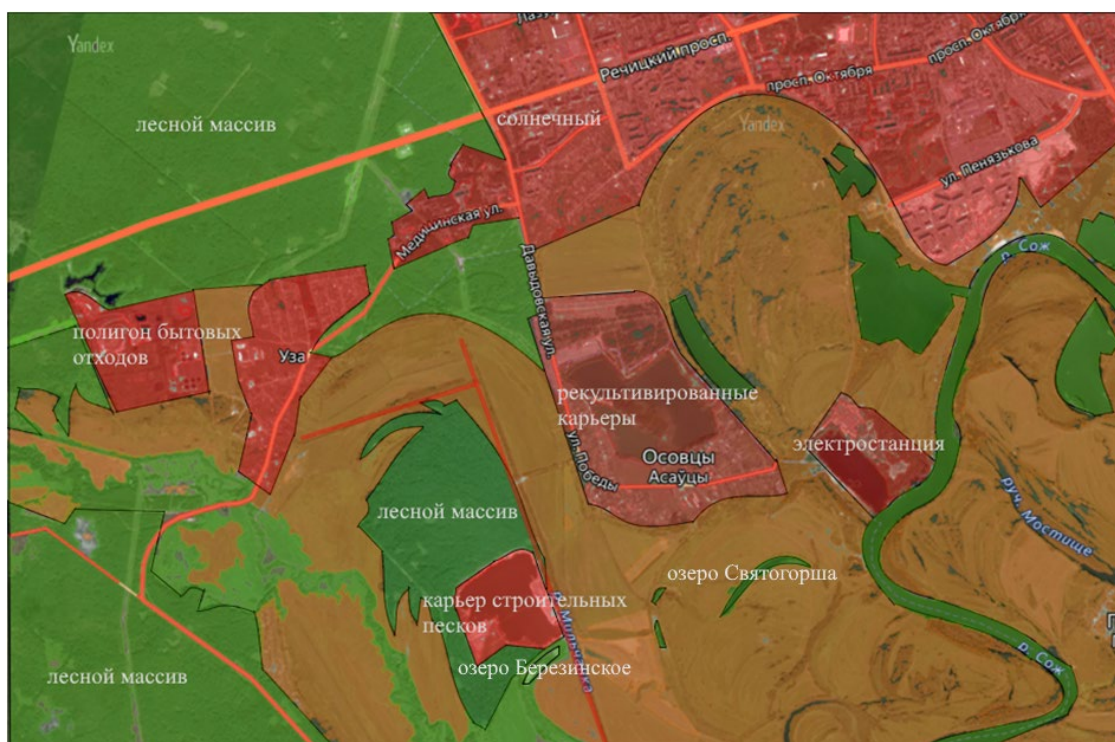 Лазу
Yandex
Речицкий просп.
просп. Октября
просп. Октября
лесной массив
солнечный
Yandex
ул. Пенязькова
Медицинская ул.
р. Сож
Давыдовская ул.
полигон бытовых
отходов
Уза
рекультивированные
карьеры
электростанция
Осовцы
Асаўцы
ул. Победы
лесной массив
руч. Мостище
озеро Святогорша
карьер строительных
песков
озеро Березинское
лесной массив
р. Сож